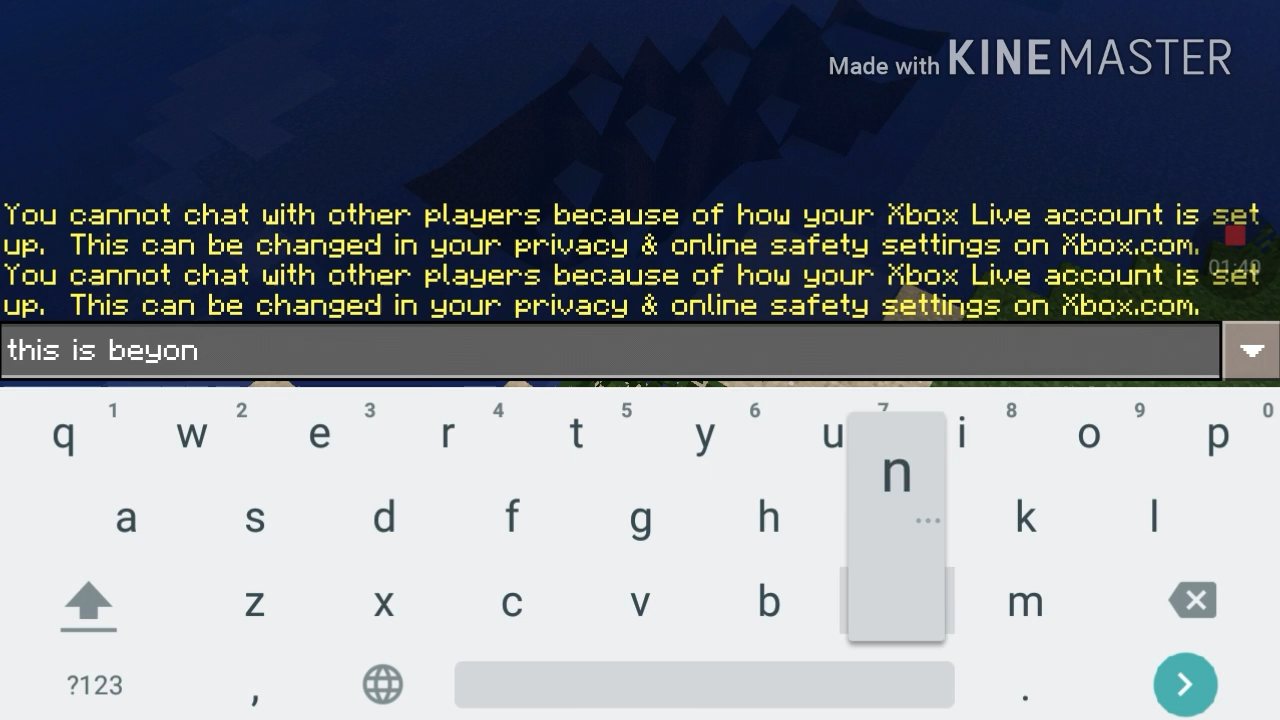 Made with KINEMASTER
You cannot chat with other players because of how your Xbox Live account is set
up. This can be changed in your privacy & online safety settings on Xbox.com.
01:49
You cannot chat with other players because of how your Xbox Live account is set
up. This can be changed in your privacy & online safety settings on Xbox.com.
this is beyon
1 2 3 4 5 6 7 8 9 0
q w e r t y u i o p
n
a s d f g h k l
z x c v b m
?123 , .